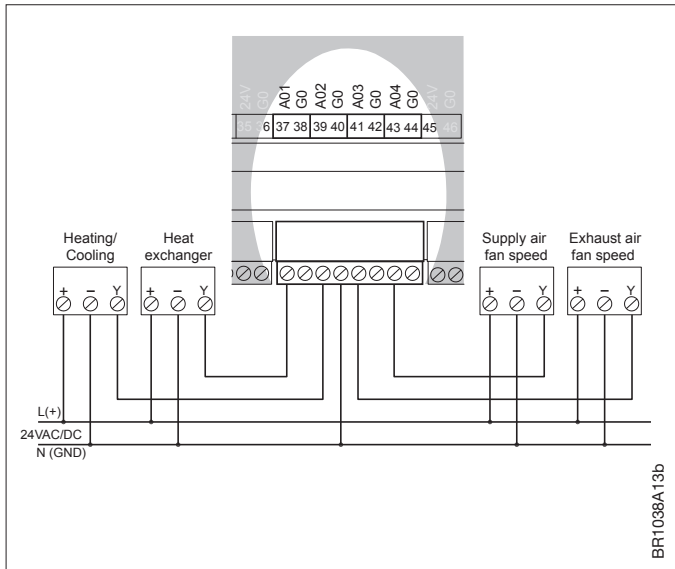 24V
G0
A01
G0
A02
G0
A03
G0
A04
G0
24V
G0
35 36 37 38 39 40 41 42 43 44 45 46
Heating/
Cooling
Heat
exchanger
Supply air
fan speed
Exhaust air
fan speed
+ − Y
+ − Y
+ − Y
+ − Y
L(+)
24VAC/DC
N (GND)
BR1038A13b